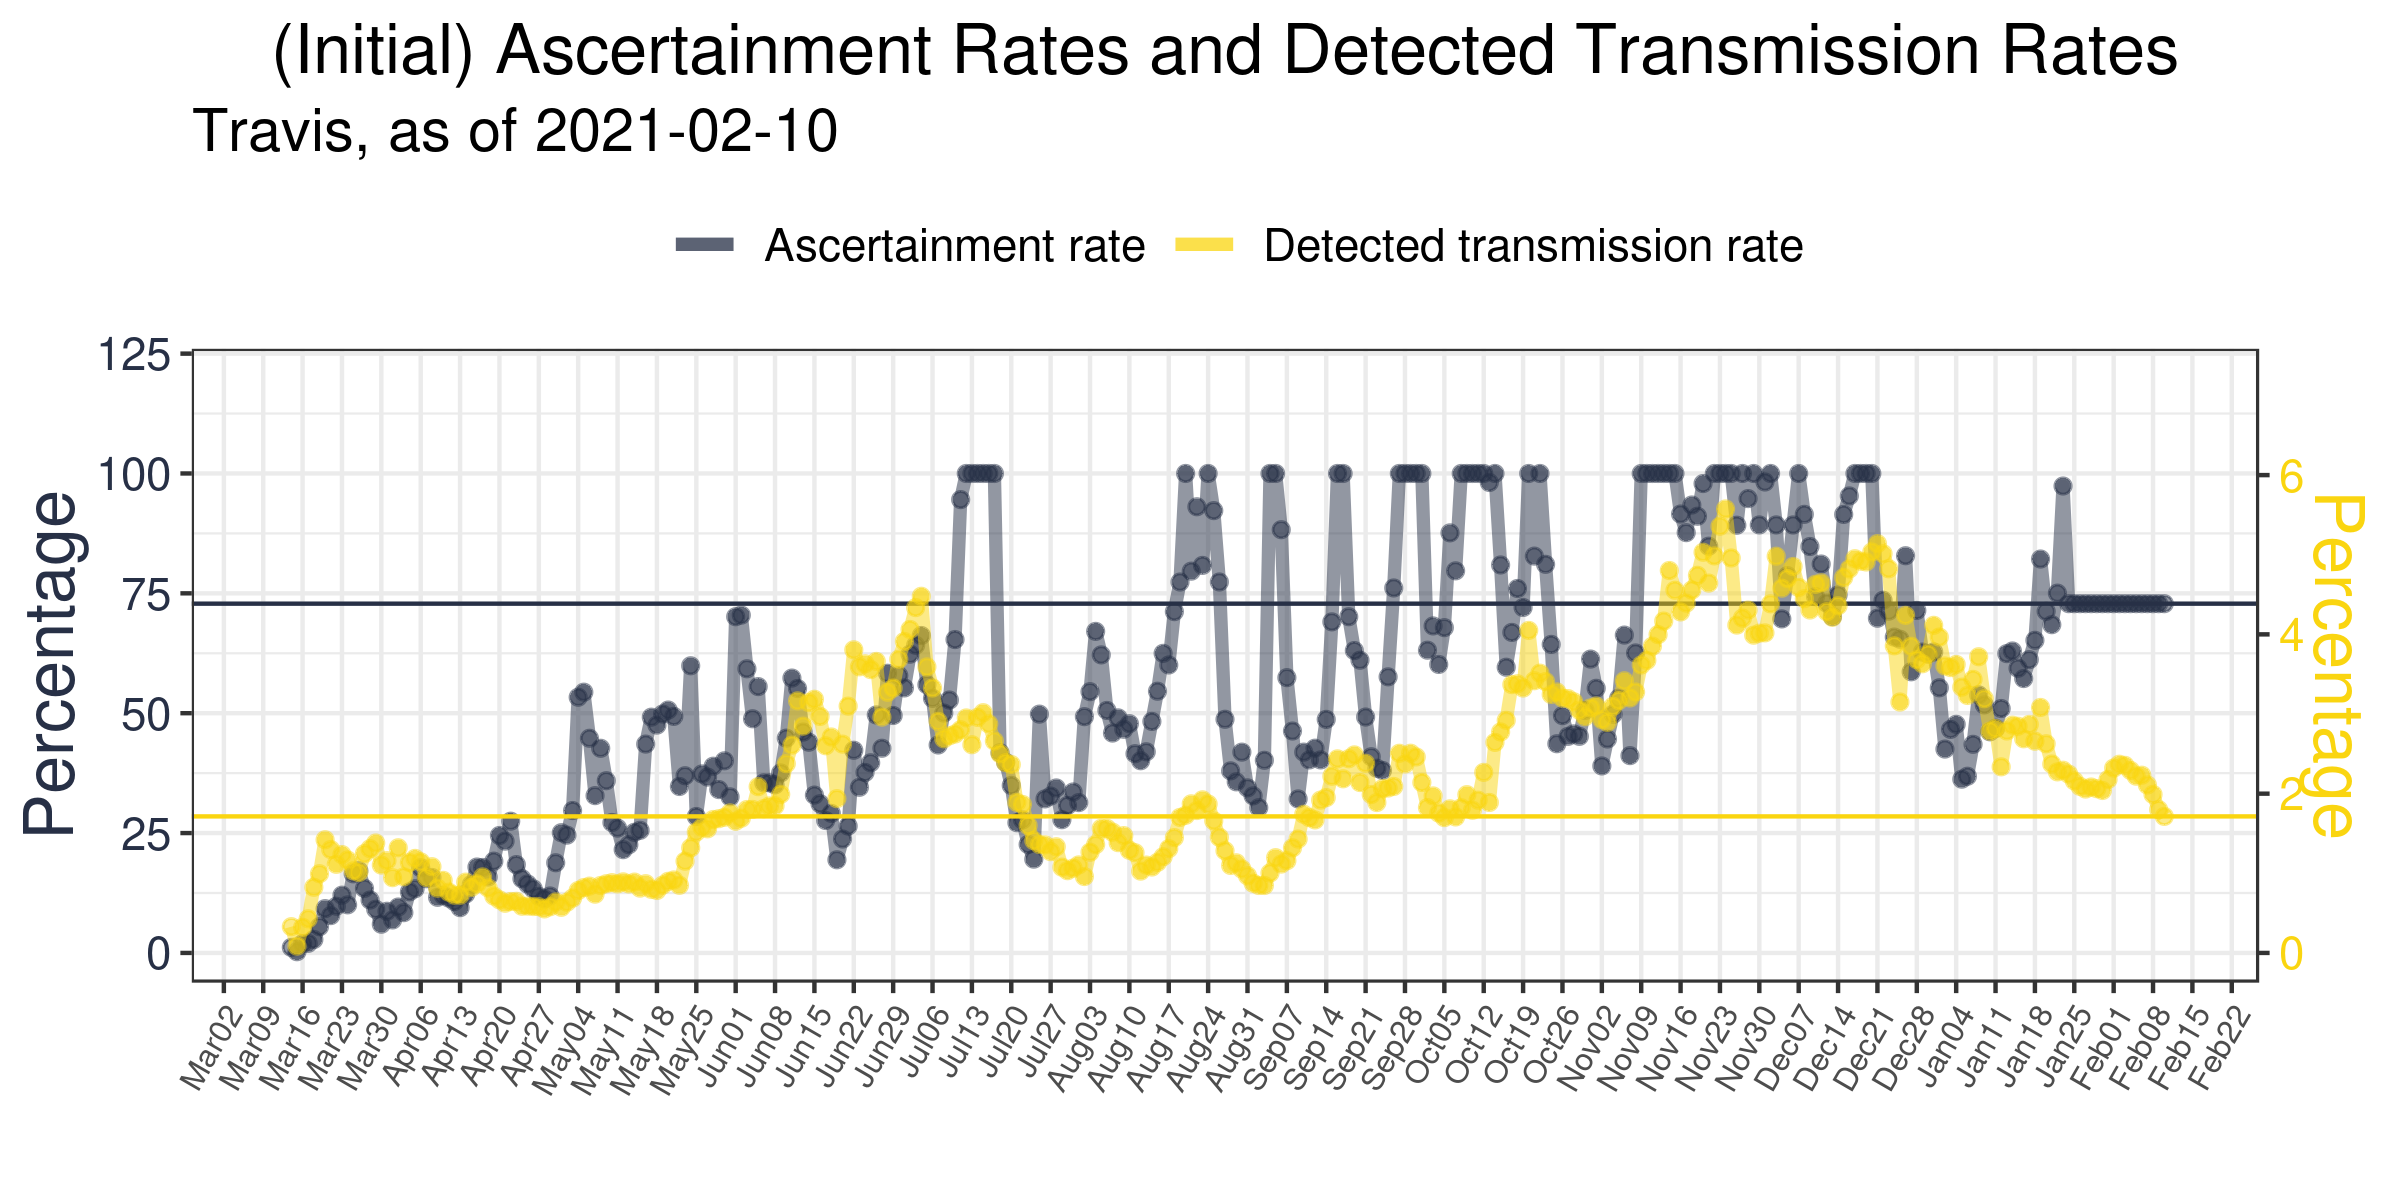 (Initial) Ascertainment Rates and Detected Transmission Rates
Travis, as of 2021-02-10
Ascertainment rate Detected transmission rate
125
100
75
50
25
0
Percentage
6
4
2
0
Percentage
Mar02 Mar09 Mar16 Mar23 Mar30 Apr06 Apr13 Apr20 Apr27 May04 May11 May18 May25 Jun01 Jun08 Jun15 Jun22 Jun29 Jul06 Jul13 Jul20 Jul27 Aug03 Aug10 Aug17 Aug24 Aug31 Sep07 Sep14 Sep21 Sep28 Oct05 Oct12 Oct19 Oct26 Nov02 Nov09 Nov16 Nov23 Nov30 Dec07 Dec14 Dec21 Dec28 Jan04 Jan11 Jan18 Jan25 Feb01 Feb08 Feb15 Feb22